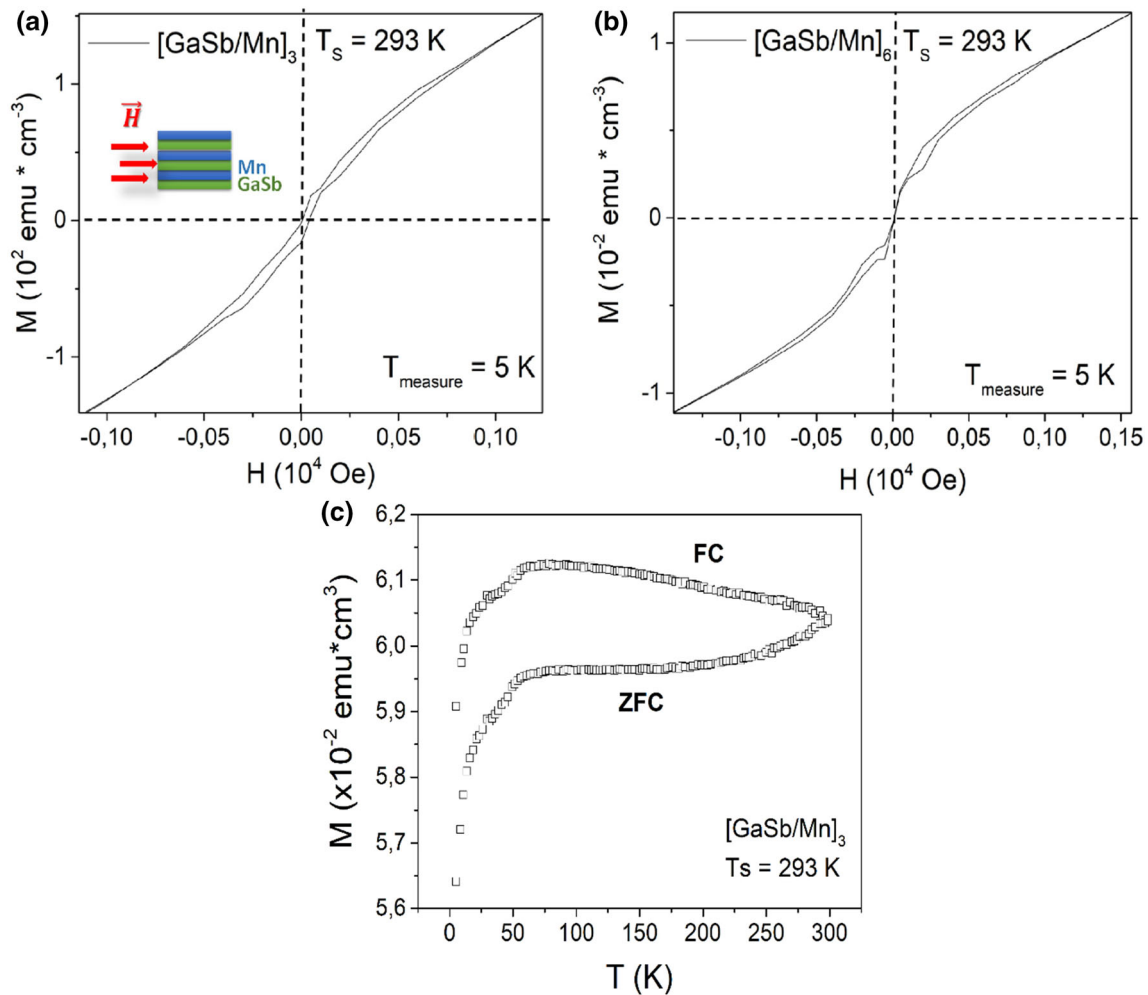 (a)
[GaSb/Mn]3 TS = 293 K
H
Mn
GaSb
Tmeasure = 5 K
1
0
-1
M (10^2 emu * cm^-3)
-0,10 -0,05 0,00 0,05 0,10
H (10^4 Oe)
(b)
[GaSb/Mn]6 TS = 293 K
Tmeasure = 5 K
1
0
-1
M (10^-2 emu * cm^-3)
-0,10 -0,05 0,00 0,05 0,10 0,15
H (10^4 Oe)
(c)
6,2
6,1
6,0
5,9
5,8
5,7
5,6
M (x10^-2 emu*cm^3)
FC
ZFC
[GaSb/Mn]3
Ts = 293 K
0 50 100 150 200 250 300
T (K)